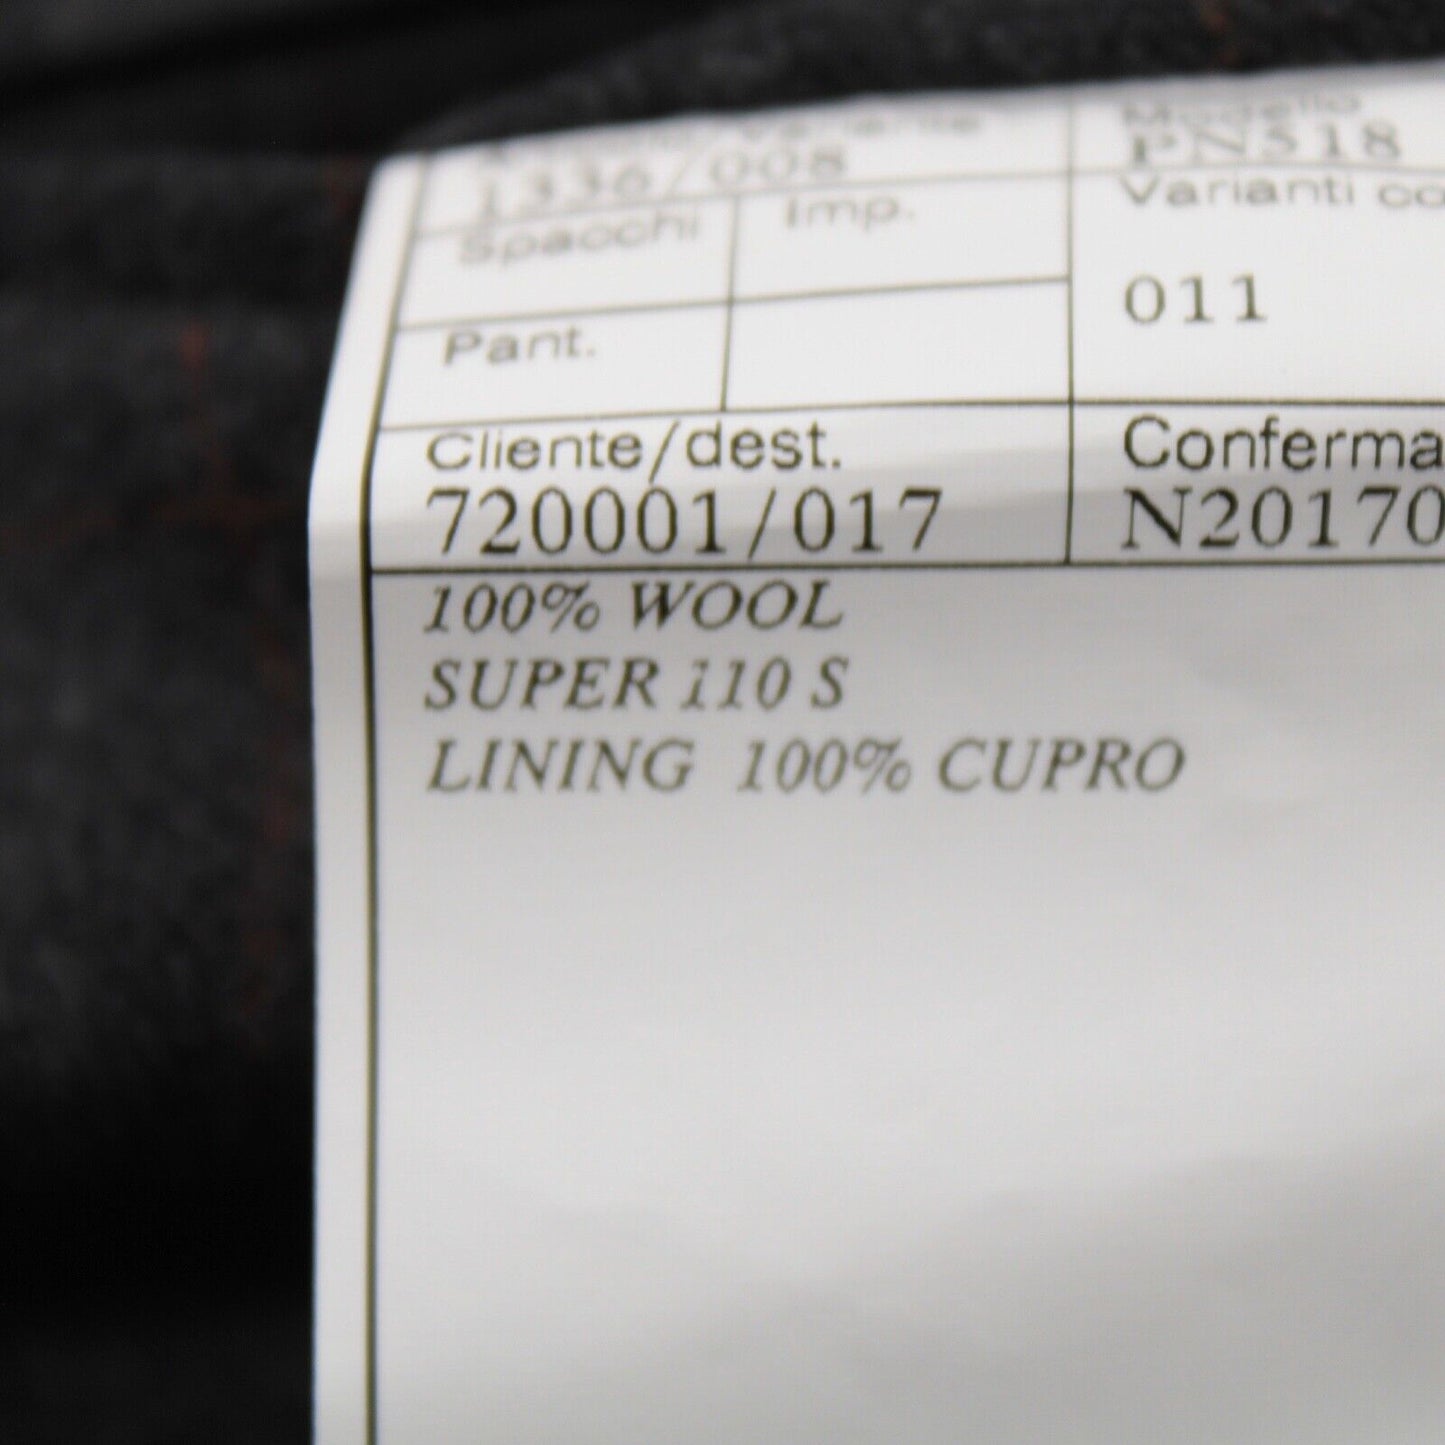 1336/008
Modello
PN518
Spacchi
Imp.
Varianti
011
Pant.
Cliente/dest.
720001/017
Conferma
N20170
100% WOOL
SUPER 110 S
LINING 100% CUPRO